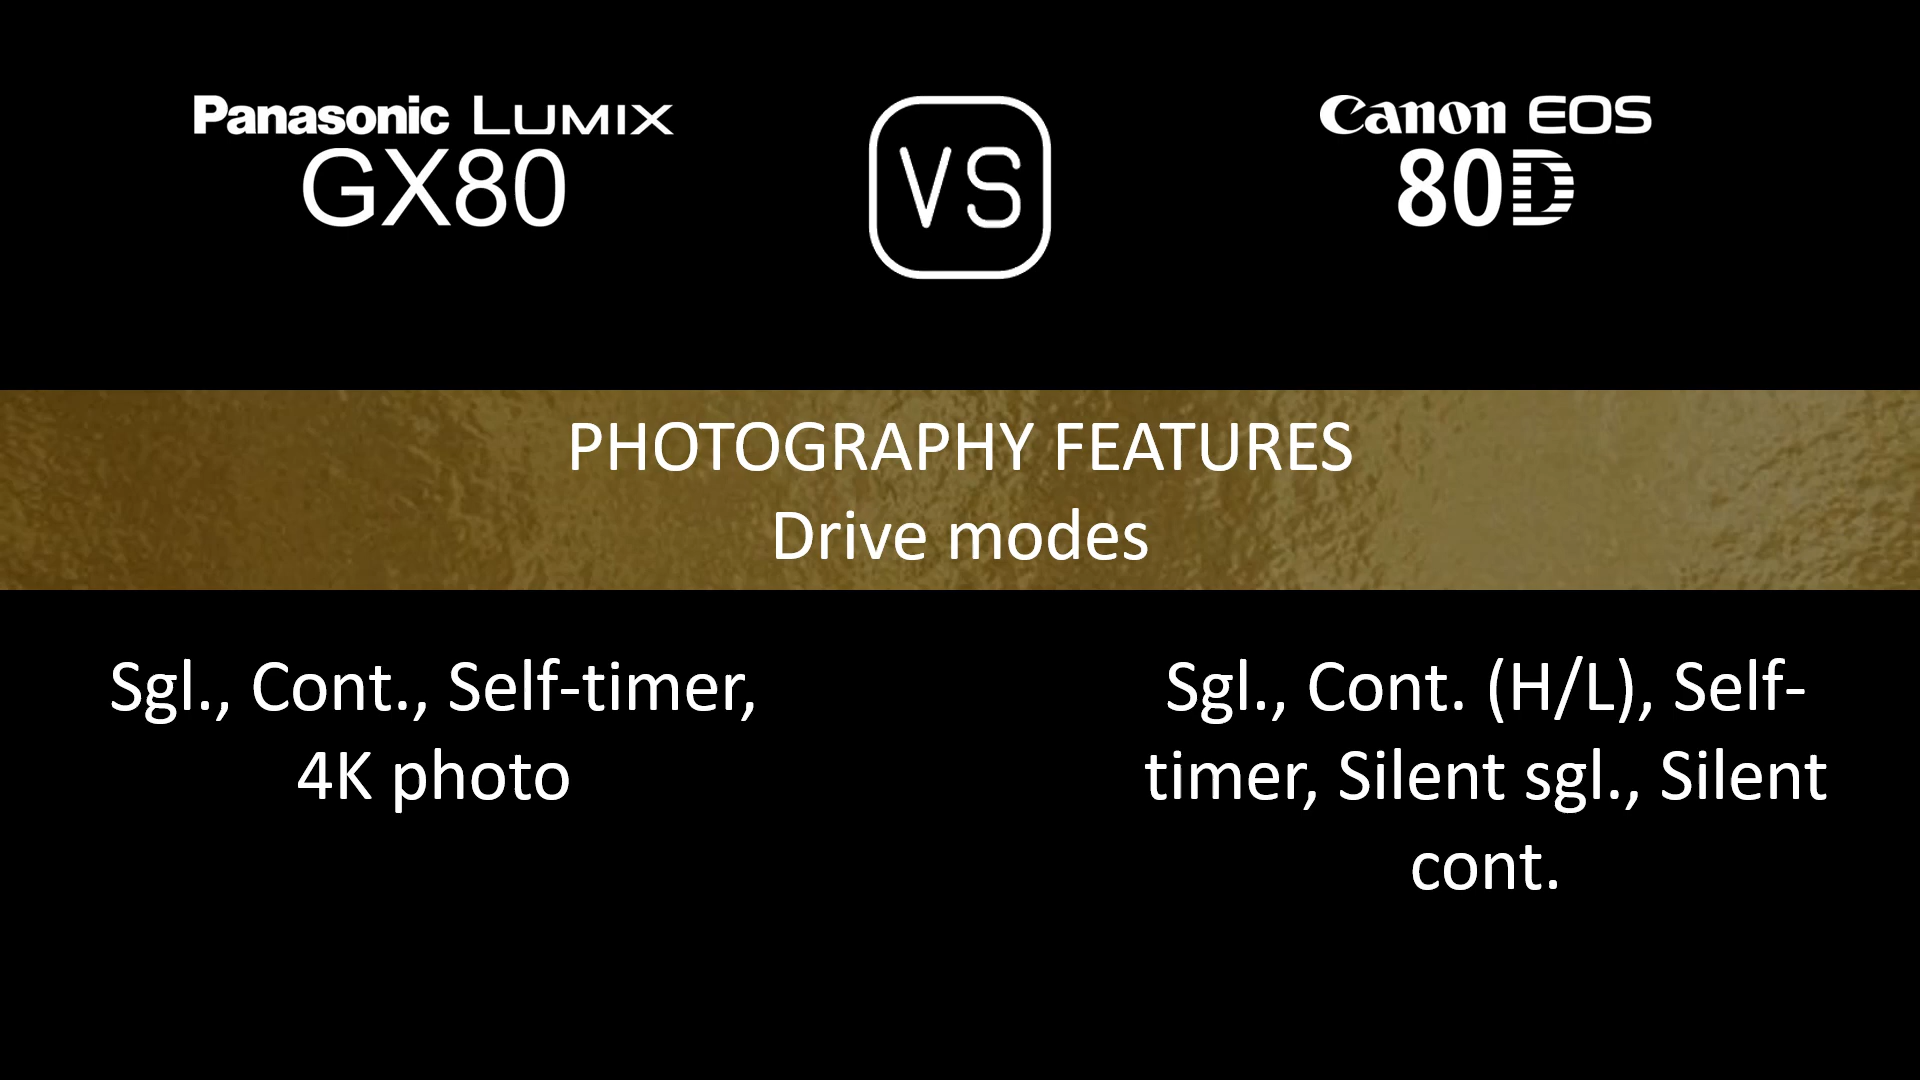 Panasonic LUMIX
GX80
VS
Canon EOS
80D
PHOTOGRAPHY FEATURES
Drive modes
Sgl., Cont., Self-timer,
4K photo
Sgl., Cont. (H/L), Self-
timer, Silent sgl., Silent
cont.